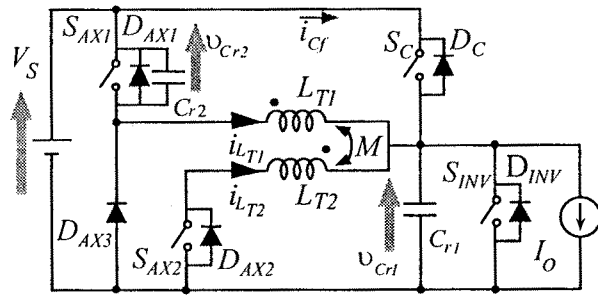 S_AX1 D_AX1 υ_Cr2 i_Cf S_C D_C
V_S
C_r2 L_T1
i_LT1 M
i_LT2 L_T2 S_INV D_INV
D_AX3 S_AX2 D_AX2 υ_Cr1 C_r1 I_O